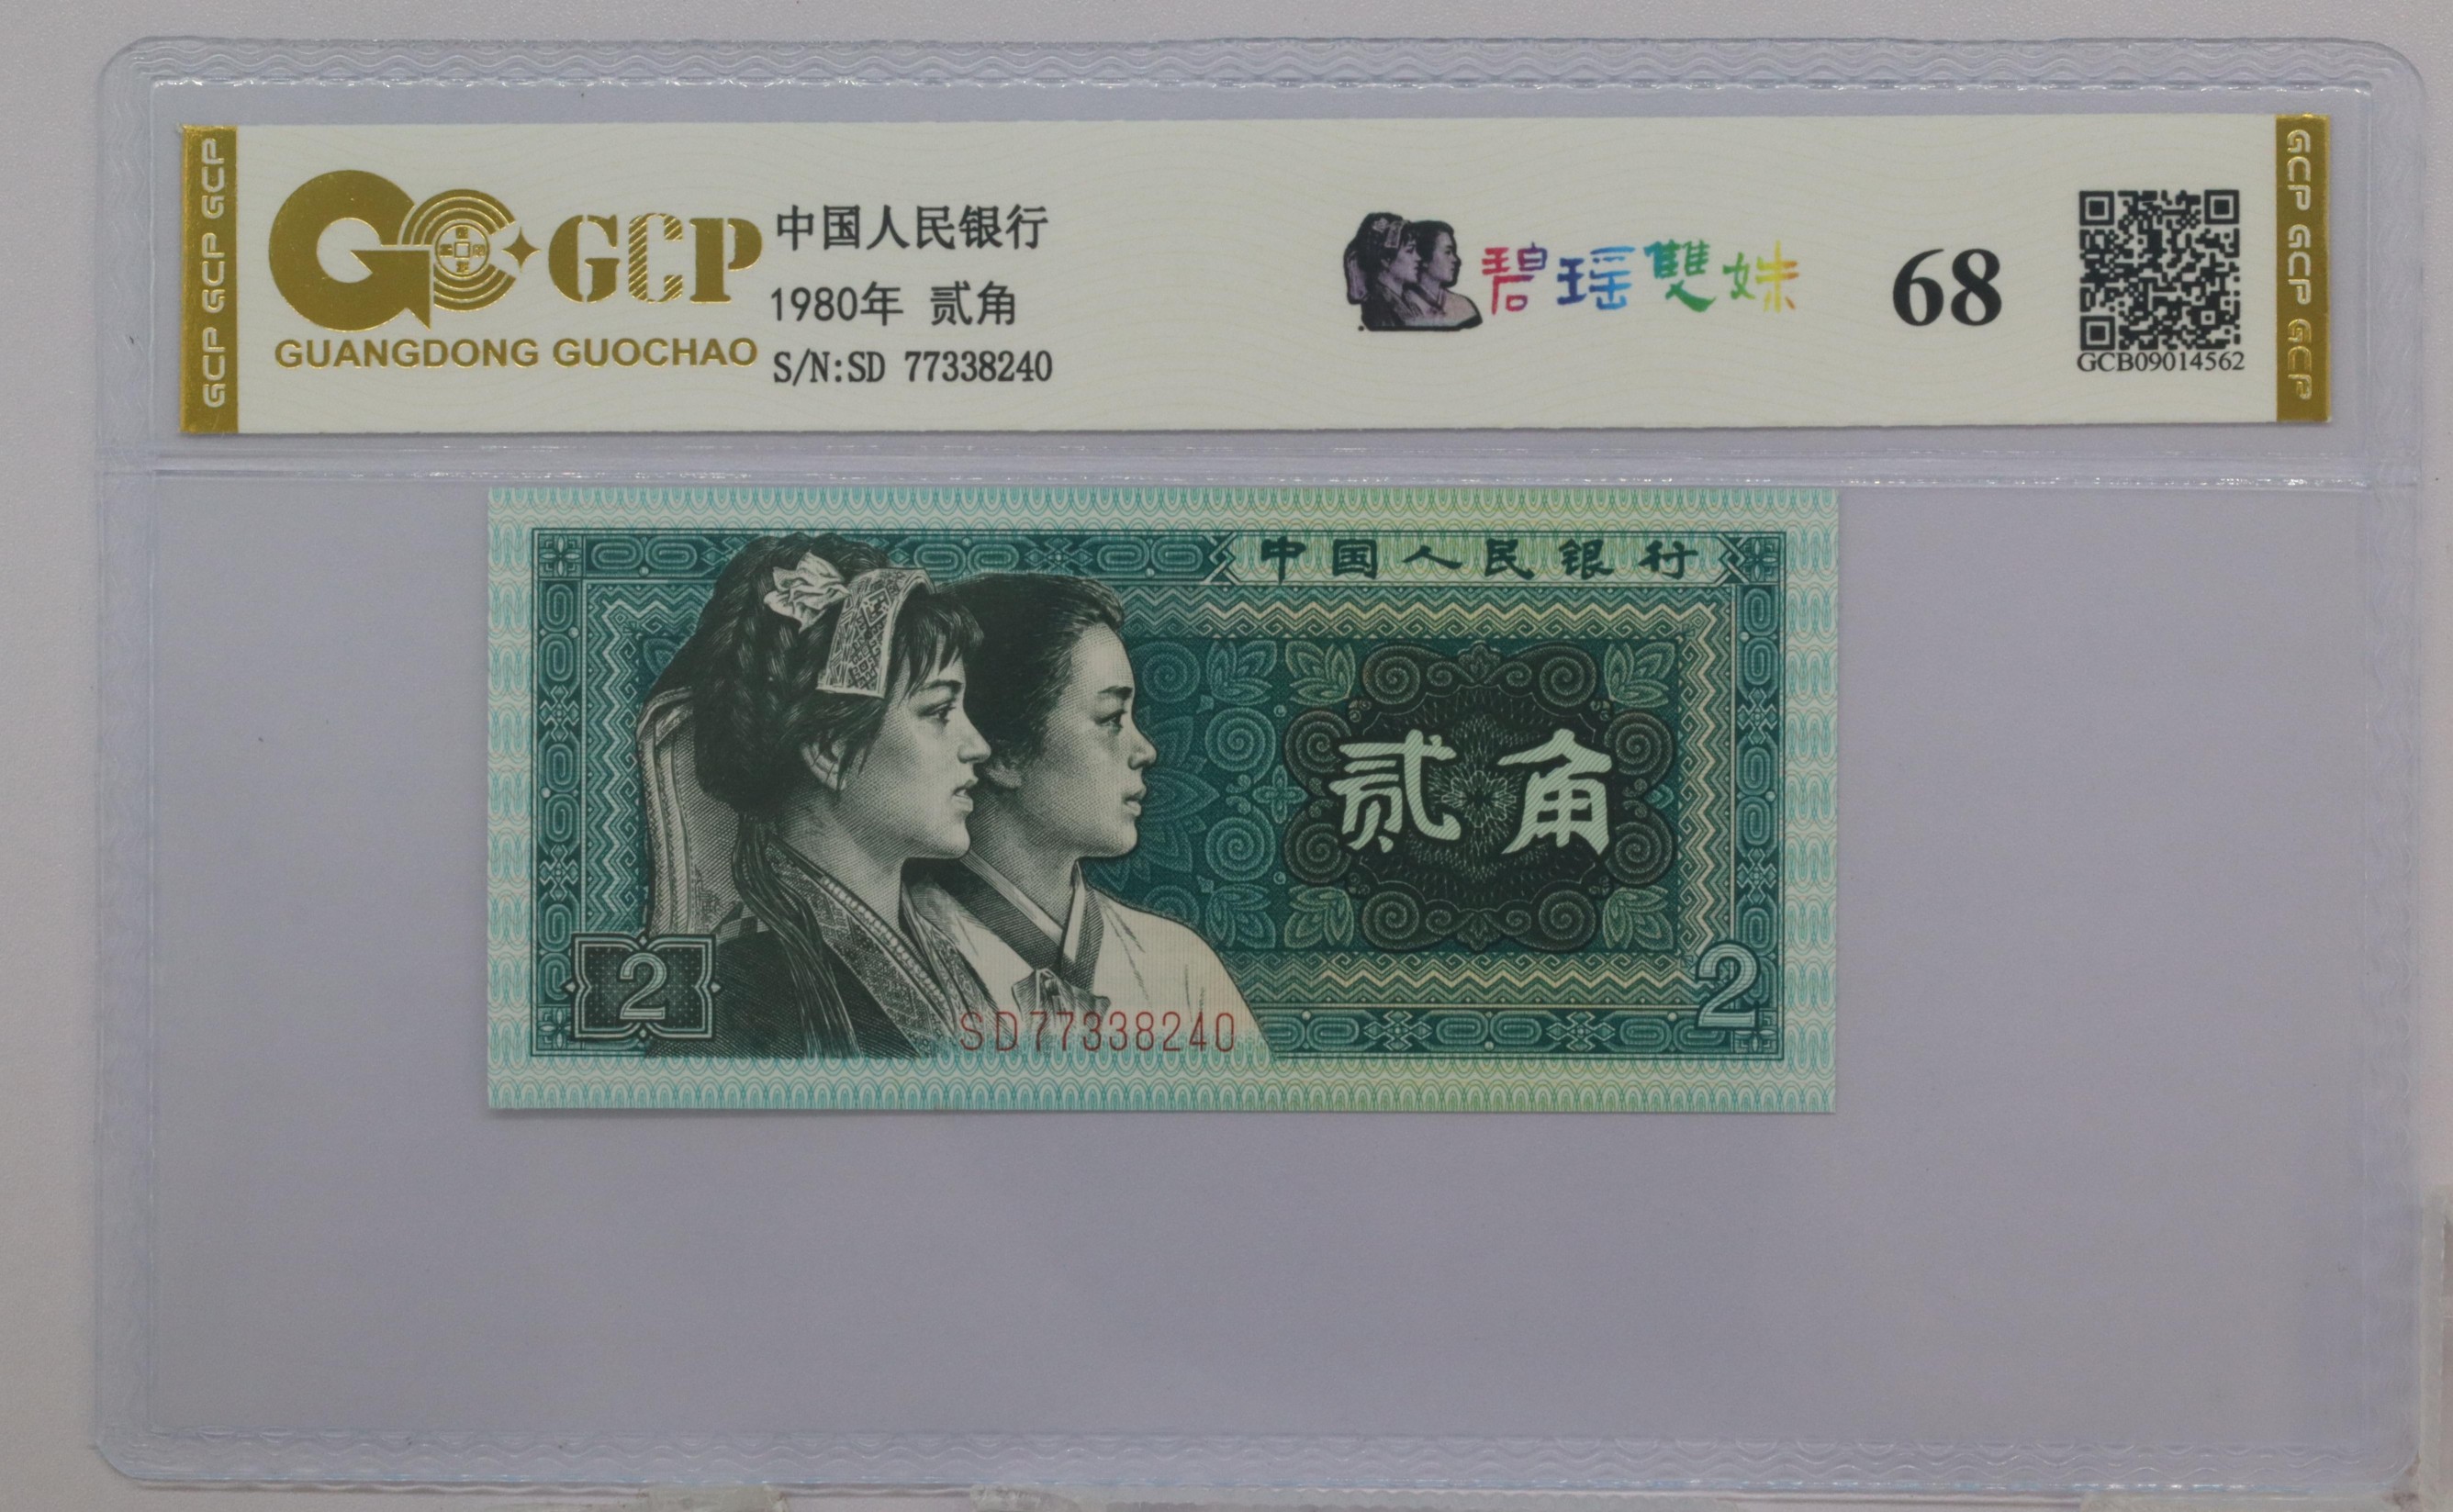 GCP GCP GCP
GCP
GUANGDONG GUOCHAO
中国人民银行
1980年 贰角
S/N:SD 77338240
碧瑶雙姝
68
GCB09014562
GCP GCP GCP
中国人民银行
贰角
2
2
SD77338240